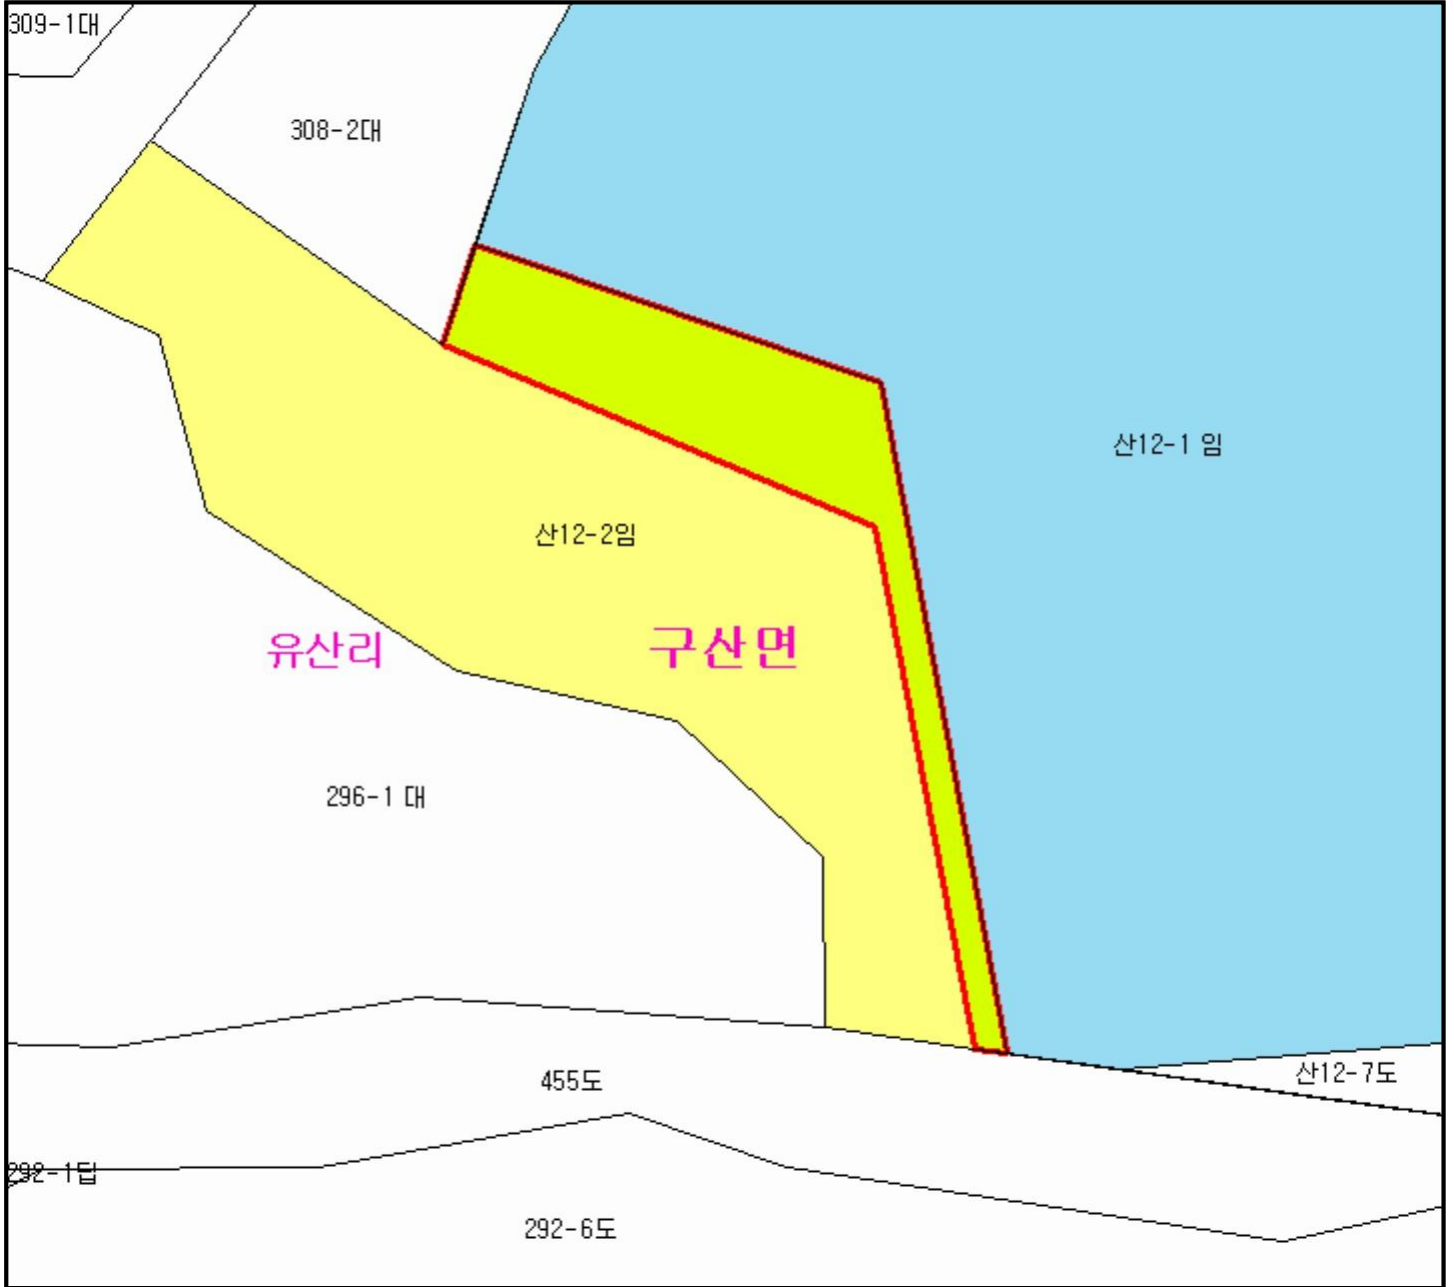 309-1대
308-2대
산12-1 임
산12-2임
유산리
구산면
296-1 대
455도
산12-7도
292-1답
292-6도